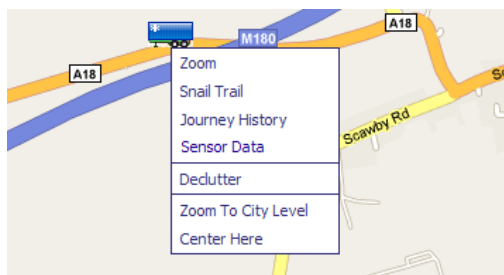 A18
M180
A18
Zoom
Snail Trail
Journey History
Sensor Data
Declutter
Zoom To City Level
Center Here
Scawby Rd